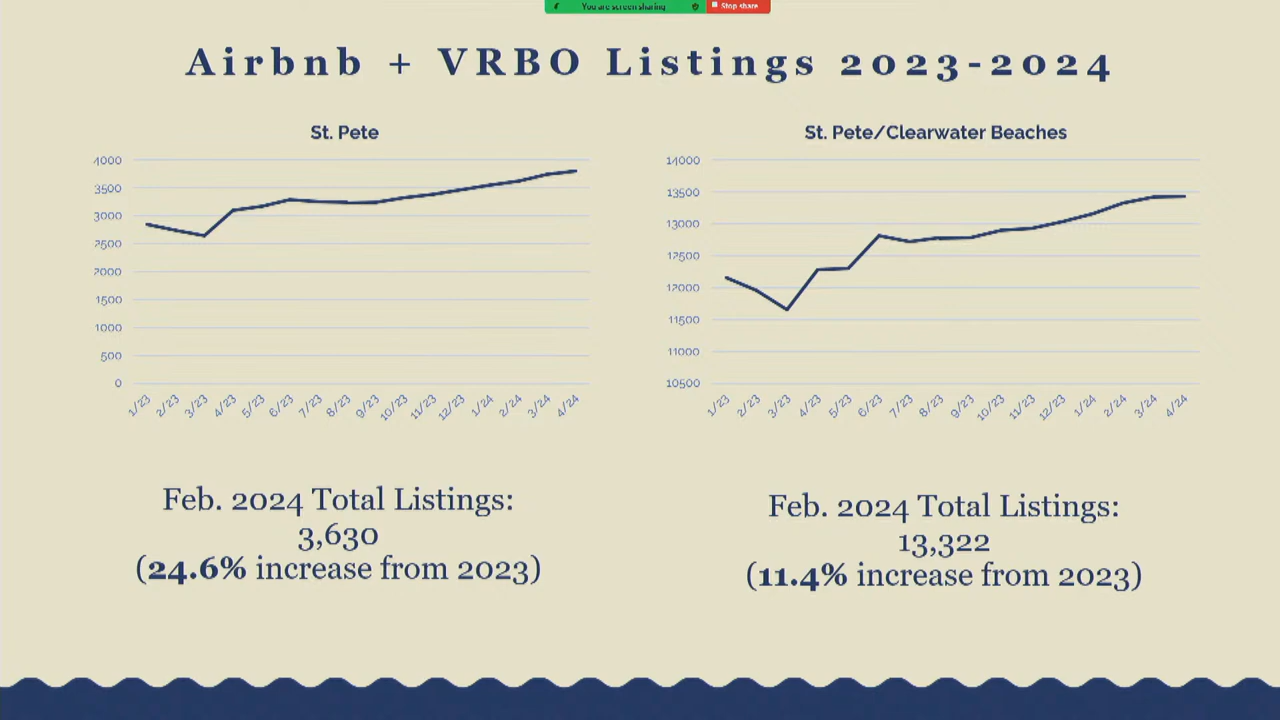 You are screen sharing
Stop share
Airbnb + VRBO Listings 2023-2024
St. Pete
4000
3500
3000
2500
2000
1500
1000
500
0
1/23 2/23 3/23 4/23 5/23 6/23 7/23 8/23 9/23 10/23 11/23 12/23 1/24 2/24 3/24 4/24
St. Pete/Clearwater Beaches
14000
13500
13000
12500
12000
11500
11000
10500
1/23 2/23 3/23 4/23 5/23 6/23 7/23 8/23 9/23 10/23 11/23 12/23 1/24 2/24 3/24 4/24
Feb. 2024 Total Listings:
3,630
(24.6% increase from 2023)
Feb. 2024 Total Listings:
13,322
(11.4% increase from 2023)